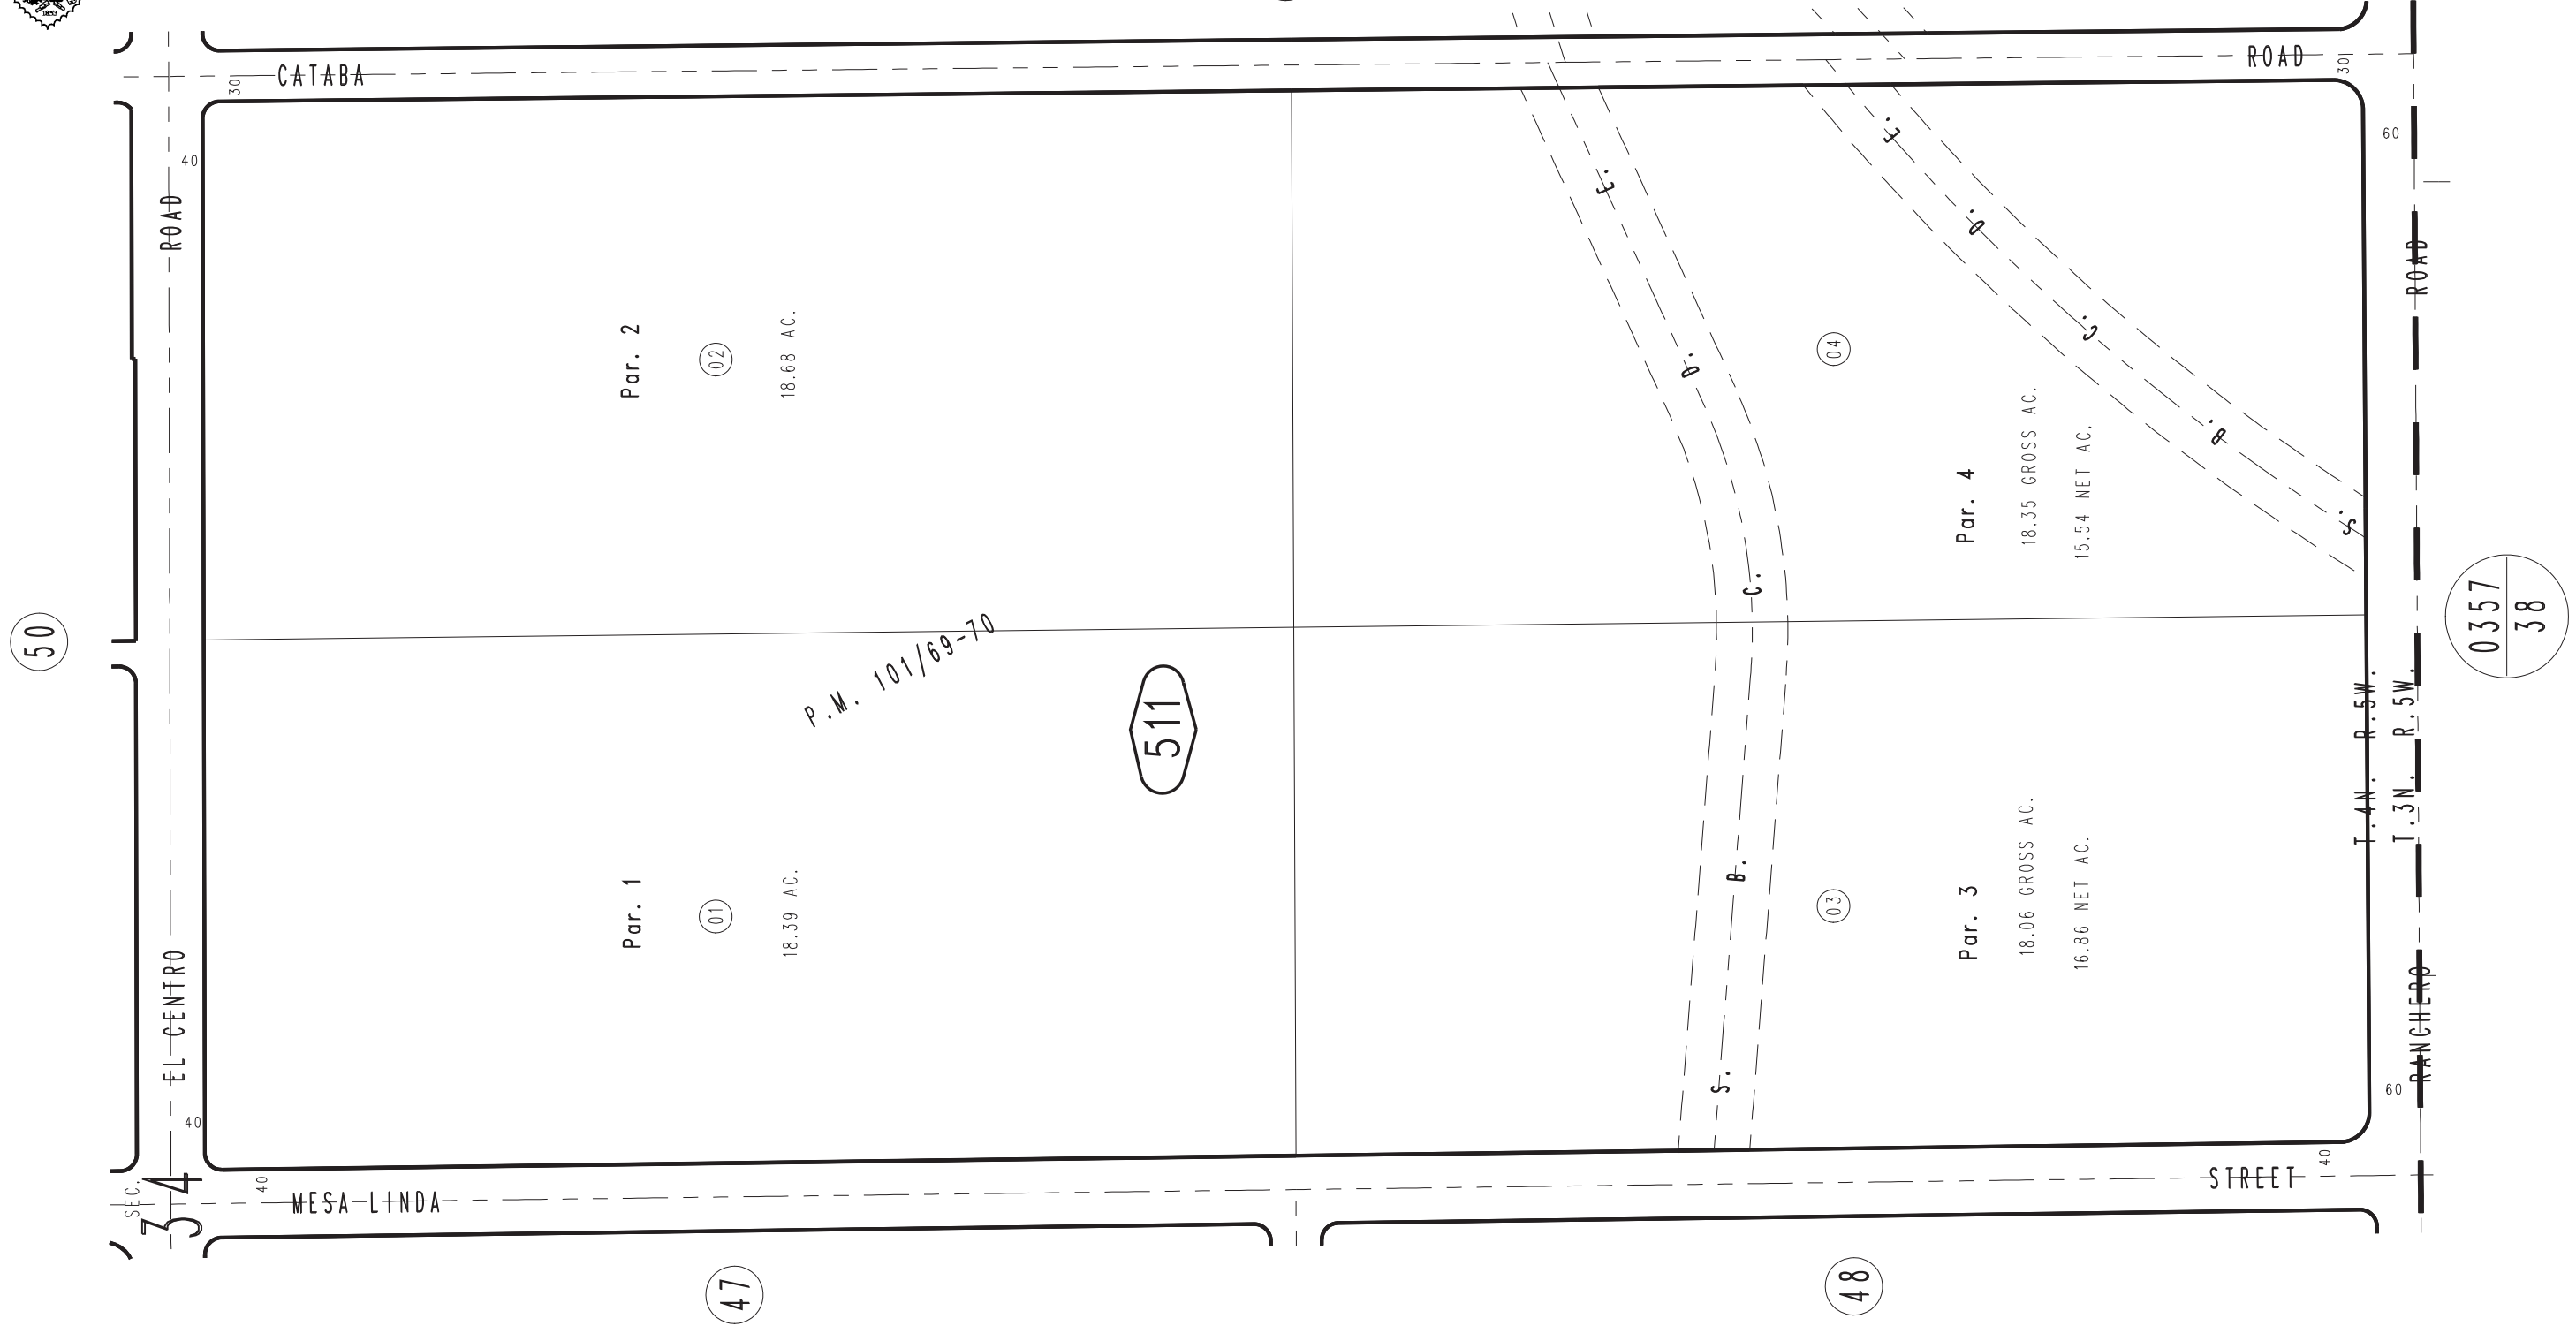 1853
CATABA ROAD
30
30
40
60
ROAD
ROAD
Par. 2
02
18.68 AC.
04
Par. 4
18.35 GROSS AC.
15.54 NET AC.
S. B. C. D. E.
S. B. C. D. E.
50
P.M. 101/69-70
511
0357
38
T.4N. R.5W.
T.3N. R.5W.
Par. 1
01
18.39 AC.
03
Par. 3
18.06 GROSS AC.
16.86 NET AC.
EL CENTRO
RANCHERO
40
60
SEC.
34
40
40
MESA LINDA STREET
47
48